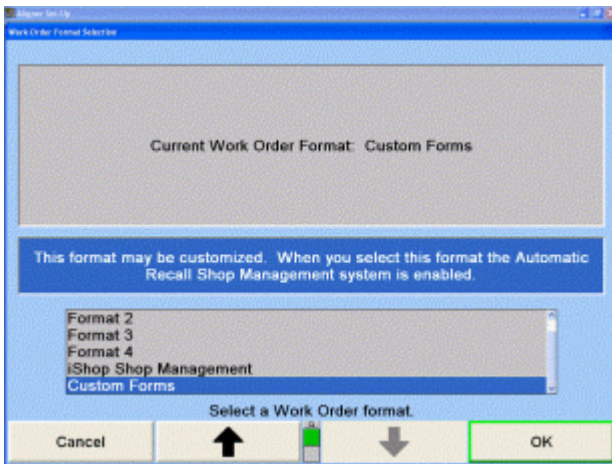 Aligner Set-Up
Work Order Format Selection
Current Work Order Format: Custom Forms
This format may be customized. When you select this format the Automatic
Recall Shop Management system is enabled.
Format 2
Format 3
Format 4
iShop Shop Management
Custom Forms
Select a Work Order format.
Cancel
OK